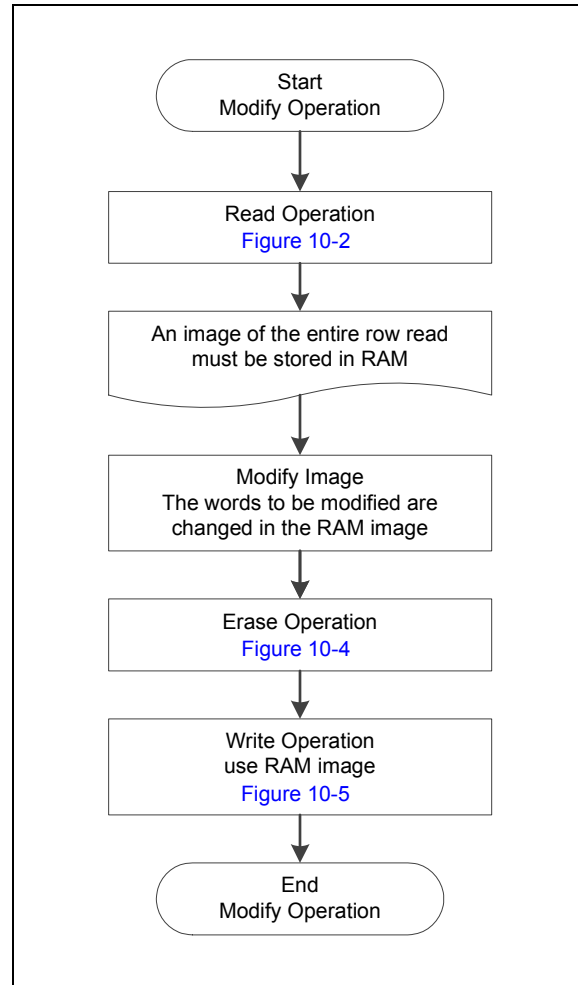 Start
Modify Operation
Read Operation
Figure 10-2
An image of the entire row read
must be stored in RAM
Modify Image
The words to be modified are
changed in the RAM image
Erase Operation
Figure 10-4
Write Operation
use RAM image
Figure 10-5
End
Modify Operation